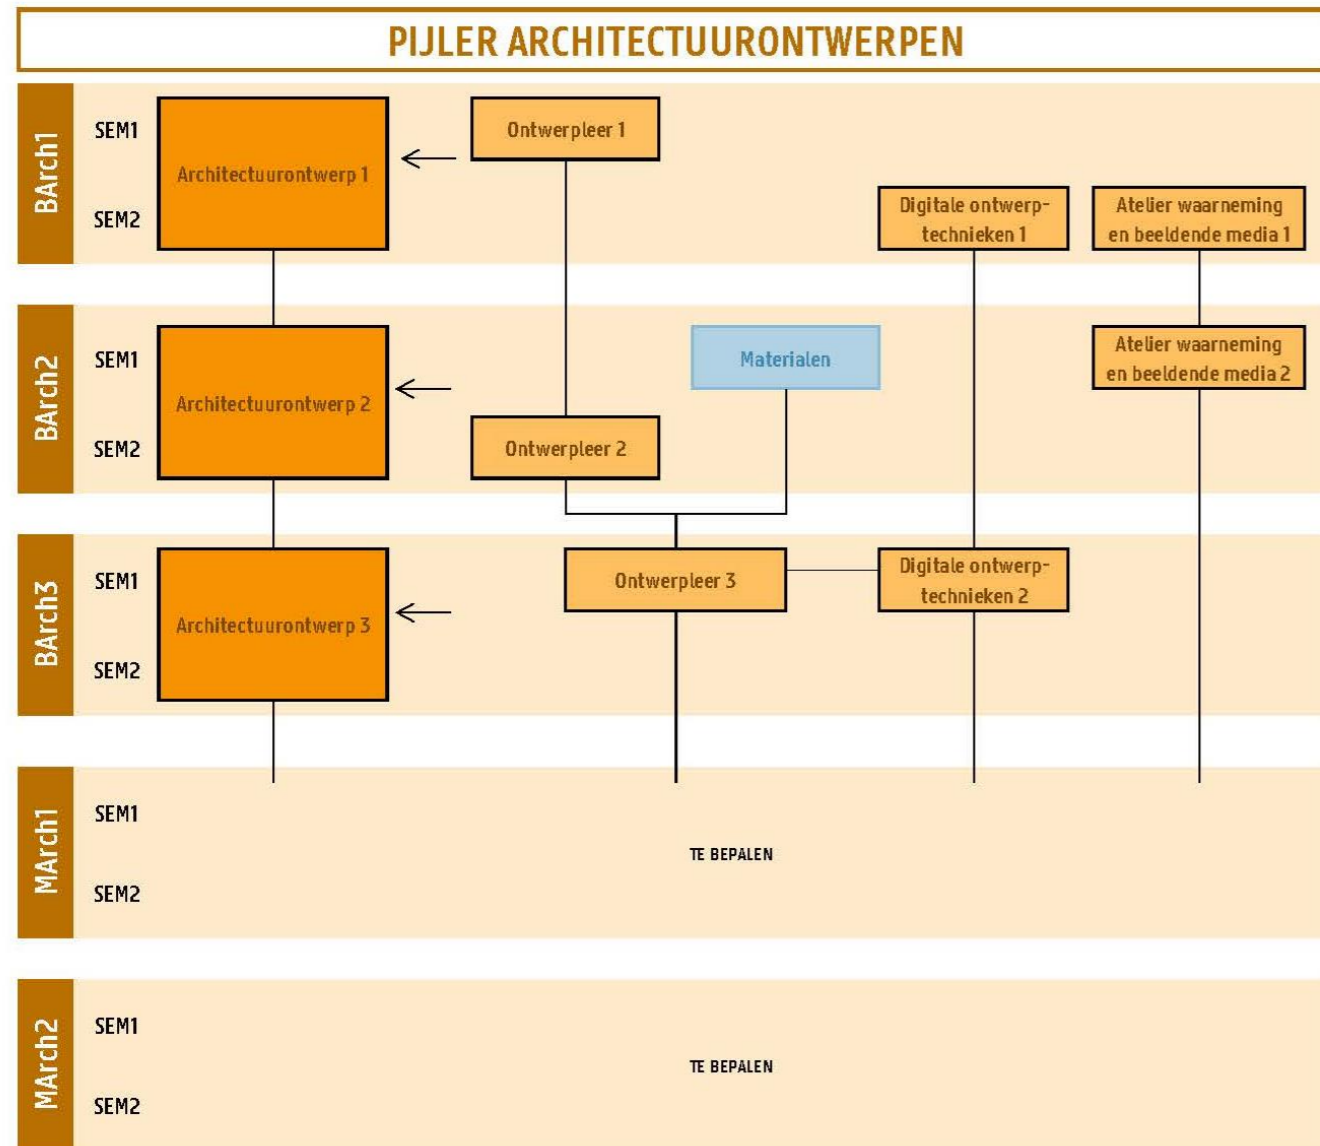 PIJLER ARCHITECTUURONTWERPEN
BArch1
SEM1
SEM2
Architectuurontwerp 1
Ontwerpleer 1
Digitale ontwerp-
technieken 1
Atelier waarneming
en beeldende media 1
BArch2
SEM1
SEM2
Architectuurontwerp 2
Materialen
Ontwerpleer 2
Atelier waarneming
en beeldende media 2
BArch3
SEM1
SEM2
Architectuurontwerp 3
Ontwerpleer 3
Digitale ontwerp-
technieken 2
MArch1
SEM1
SEM2
TE BEPALEN
MArch2
SEM1
SEM2
TE BEPALEN